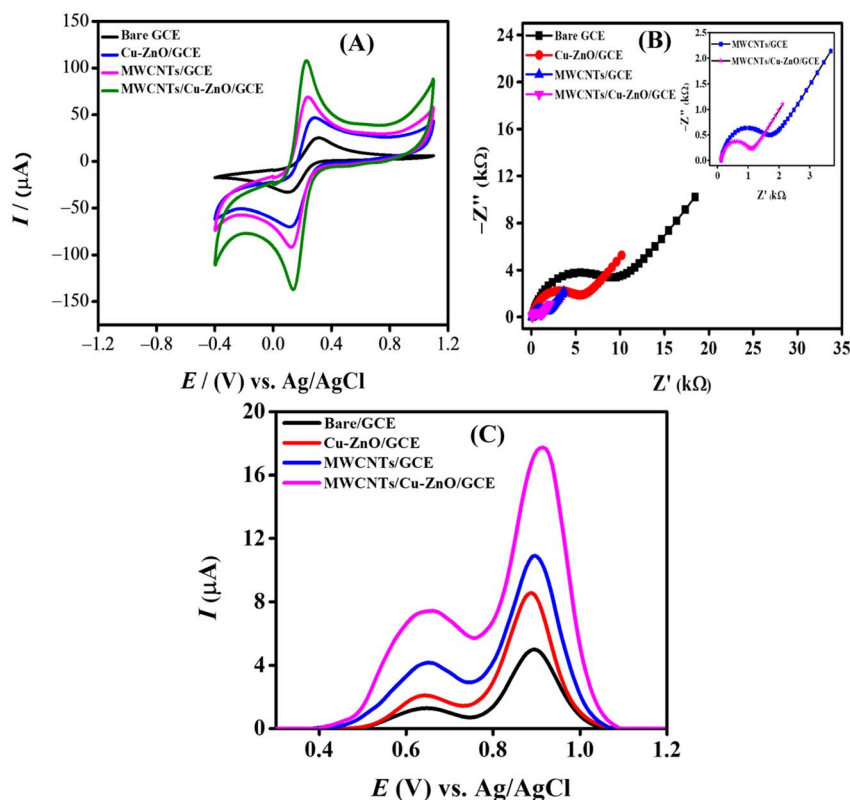 (A)
Bare GCE
Cu-ZnO/GCE
MWCNTs/GCE
MWCNTs/Cu-ZnO/GCE
I / (µA)
100
50
0
−50
−100
−150
−1.2 −0.8 −0.4 0.0 0.4 0.8 1.2
E / (V) vs. Ag/AgCl
(B)
Bare GCE
Cu-ZnO/GCE
MWCNTs/GCE
MWCNTs/Cu-ZnO/GCE
−Z'' (kΩ)
24
20
16
12
8
4
0
0 5 10 15 20 25 30 35
Z' (kΩ)
MWCNTs/GCE
MWCNTs/Cu-ZnO/GCE
−Z'' (kΩ)
2.5
2.0
1.5
1.0
0.5
0.0
0 1 2 3
Z' (kΩ)
(C)
Bare/GCE
Cu-ZnO/GCE
MWCNTs/GCE
MWCNTs/Cu-ZnO/GCE
I (µA)
20
16
12
8
4
0
0.4 0.6 0.8 1.0 1.2
E (V) vs. Ag/AgCl